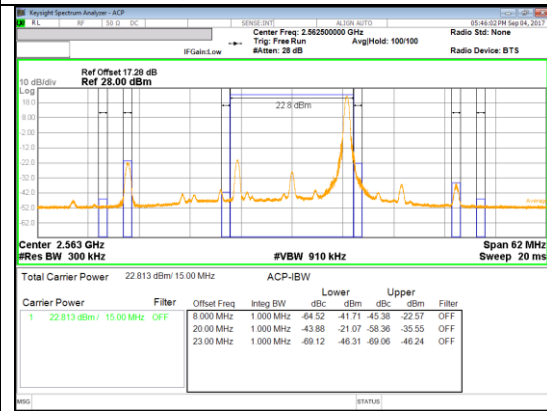 Keysight Spectrum Analyzer - ACP
RL RF 50 Ω DC SENSE:INT ALIGN AUTO 05:46:02 PM Sep 04, 2017
Center Freq: 2.562500000 GHz Radio Std: None
Trig: Free Run Avg|Hold: 100/100
IFGain:Low #Atten: 28 dB Radio Device: BTS
Ref Offset 17.28 dB
10 dB/div Ref 28.00 dBm
Log
18.0
8.00
22.8 dBm
2.00
12.0
22.0
32.0
42.0
52.0
62.0
Average
Center 2.563 GHz Span 62 MHz
#Res BW 300 kHz #VBW 910 kHz Sweep 20 ms
Total Carrier Power 22.813 dBm/ 15.00 MHz ACP-IBW
Lower Upper
Carrier Power Filter Offset Freq Integ BW dBc dBm dBc dBm Filter
1 22.813 dBm / 15.00 MHz OFF 8.000 MHz 1.000 MHz -64.52 -41.71 -45.38 -22.57 OFF
20.00 MHz 1.000 MHz -43.88 -21.07 -58.36 -35.55 OFF
23.00 MHz 1.000 MHz -69.12 -46.31 -69.06 -46.24 OFF
MSG STATUS